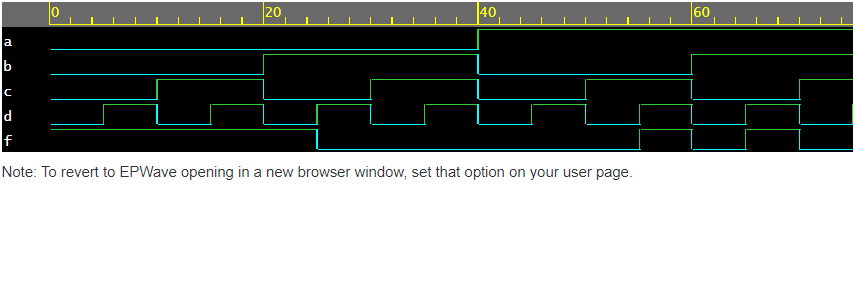 0 20 40 60
a
b
c
d
f
Note: To revert to EPWave opening in a new browser window, set that option on your user page.